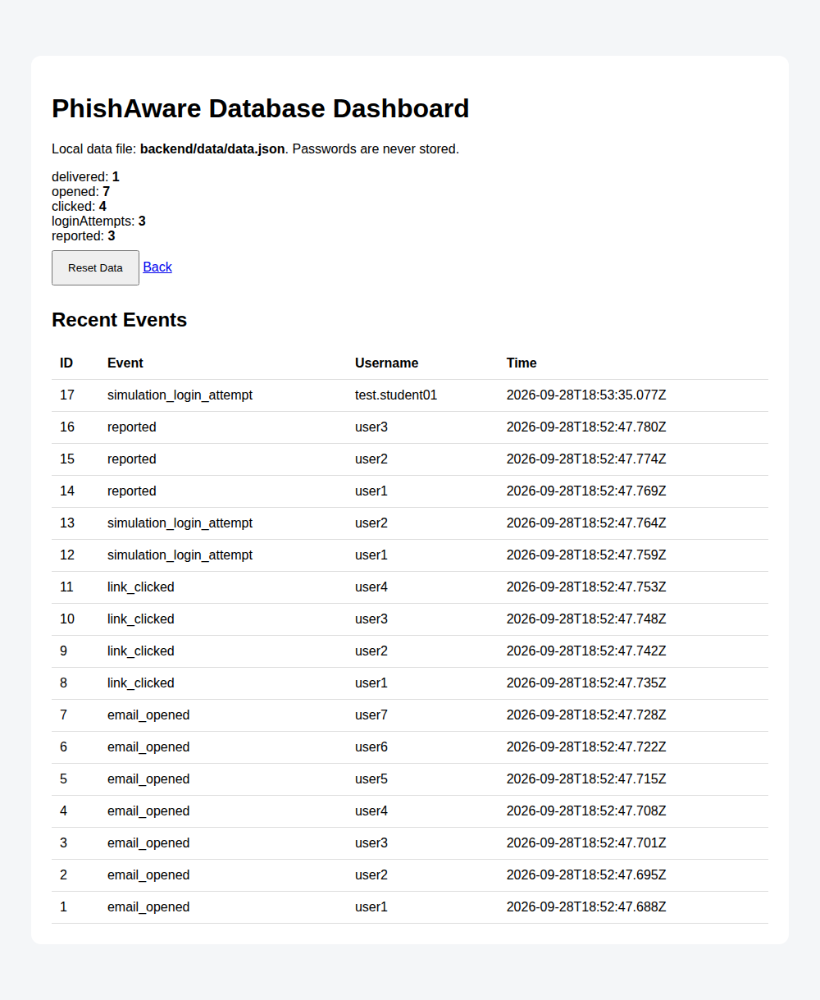 PhishAware Database Dashboard
Local data file: backend/data/data.json. Passwords are never stored.
delivered: 1
opened: 7
clicked: 4
loginAttempts: 3
reported: 3
Reset Data Back
Recent Events
ID Event Username Time
17 simulation_login_attempt test.student01 2026-09-28T18:53:35.077Z
16 reported user3 2026-09-28T18:52:47.780Z
15 reported user2 2026-09-28T18:52:47.774Z
14 reported user1 2026-09-28T18:52:47.769Z
13 simulation_login_attempt user2 2026-09-28T18:52:47.764Z
12 simulation_login_attempt user1 2026-09-28T18:52:47.759Z
11 link_clicked user4 2026-09-28T18:52:47.753Z
10 link_clicked user3 2026-09-28T18:52:47.748Z
9 link_clicked user2 2026-09-28T18:52:47.742Z
8 link_clicked user1 2026-09-28T18:52:47.735Z
7 email_opened user7 2026-09-28T18:52:47.728Z
6 email_opened user6 2026-09-28T18:52:47.722Z
5 email_opened user5 2026-09-28T18:52:47.715Z
4 email_opened user4 2026-09-28T18:52:47.708Z
3 email_opened user3 2026-09-28T18:52:47.701Z
2 email_opened user2 2026-09-28T18:52:47.695Z
1 email_opened user1 2026-09-28T18:52:47.688Z